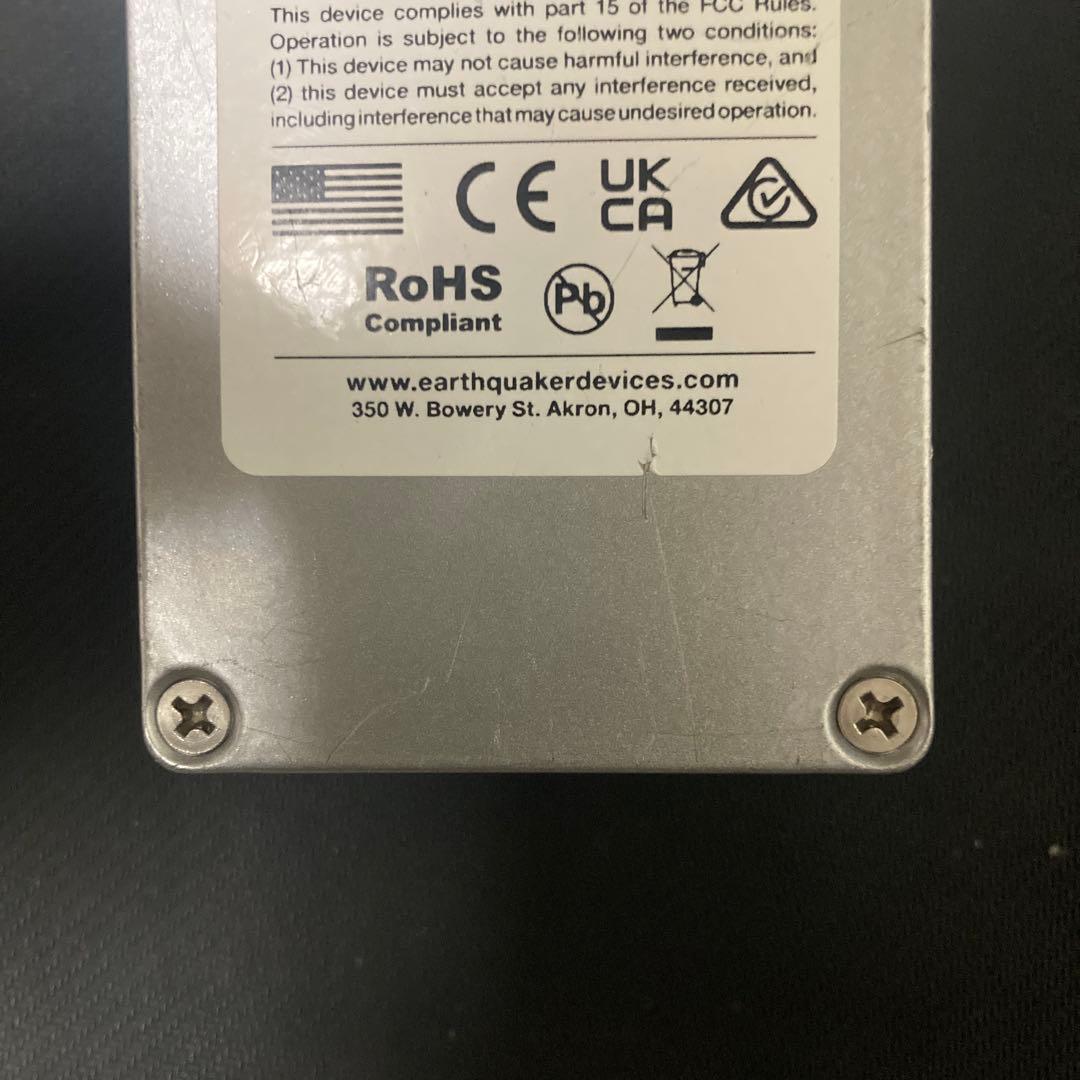 This device complies with part 15 of the FCC Rules.
Operation is subject to the following two conditions:
(1) This device may not cause harmful interference, and
(2) this device must accept any interference received,
including interference that may cause undesired operation.
CE
UK
CA
RoHS
Compliant
Pb
www.earthquakerdevices.com
350 W. Bowery St. Akron, OH, 44307